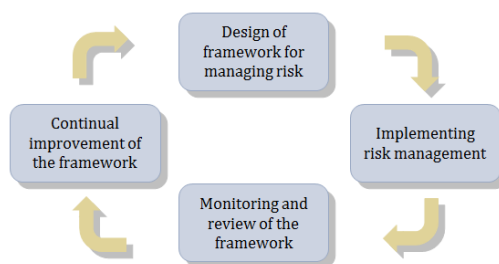 Design of
framework for
managing risk
Implementing
risk management
Monitoring and
review of the
framework
Continual
improvement of
the framework